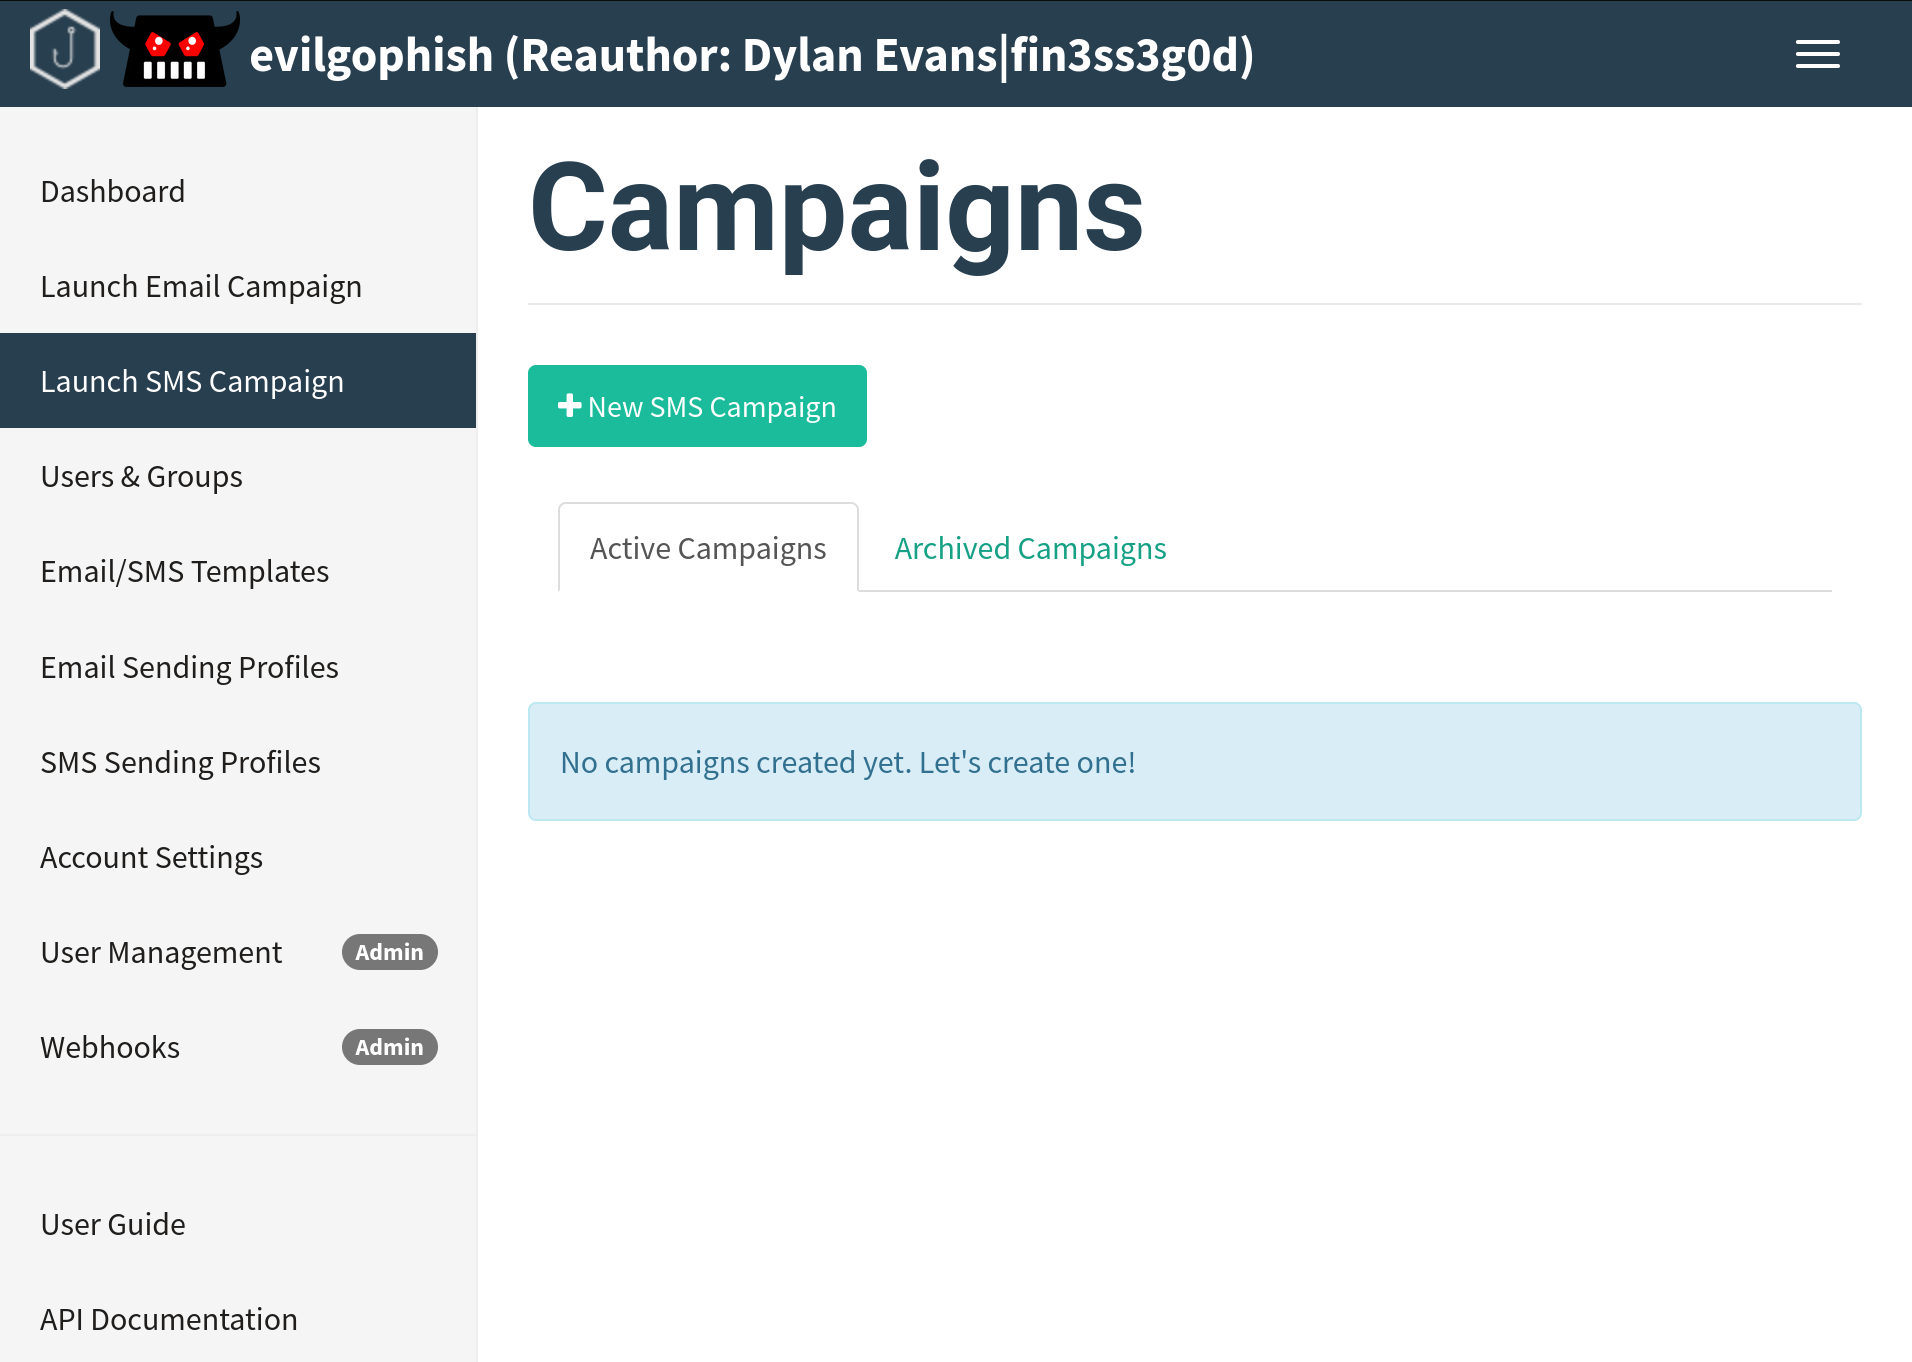 evilgophish (Reauthor: Dylan Evans|fin3ss3g0d)
Dashboard
Launch Email Campaign
Launch SMS Campaign
Users & Groups
Email/SMS Templates
Email Sending Profiles
SMS Sending Profiles
Account Settings
User Management Admin
Webhooks Admin
User Guide
API Documentation
Campaigns
New SMS Campaign
Active Campaigns Archived Campaigns
No campaigns created yet. Let's create one!